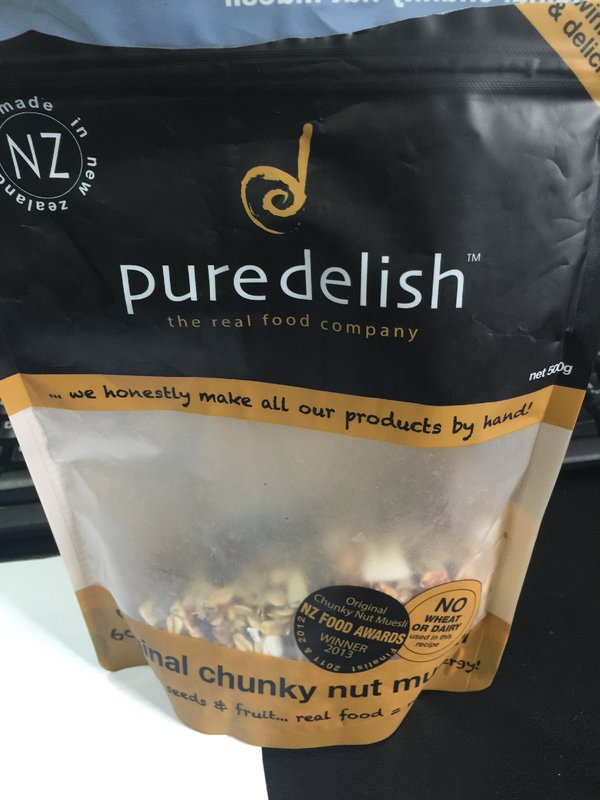 & delici
made in new zealand
NZ
pure delish™
the real food company
net 500g
... we honestly make all our products by hand!
Original
Chunky Nut Muesli
NZ FOOD AWARDS
WINNER
2013
Finalist 2011 & 2012
NO
WHEAT
OR DAIRY
used in this
recipe
inal chunky nut mu
seeds & fruit... real food =
rgy!